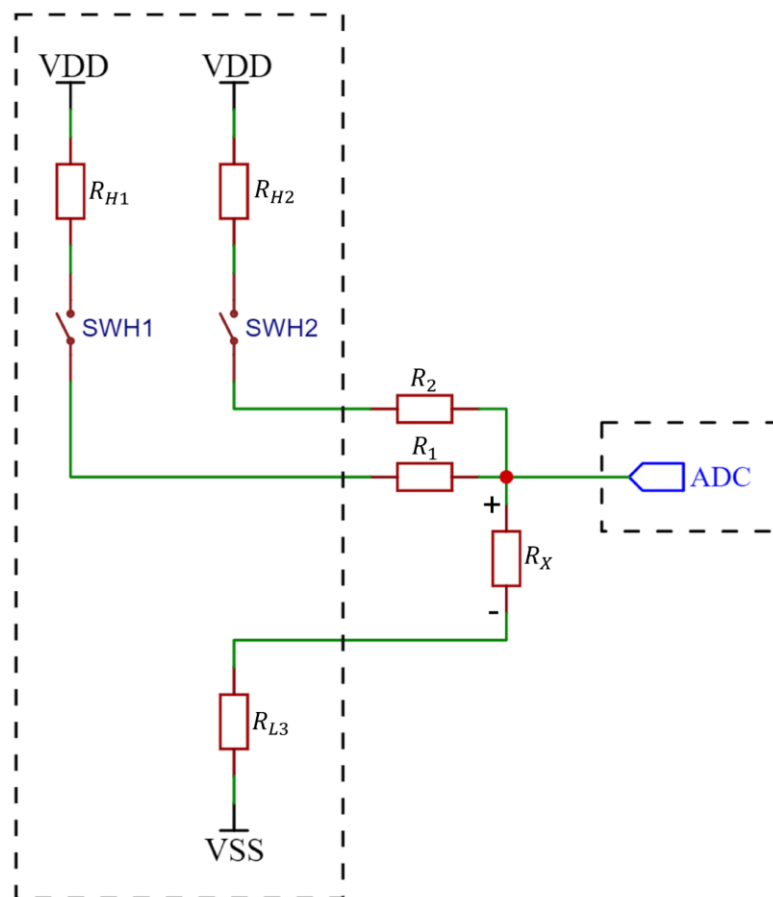 VDD VDD
R_{H1} R_{H2}
SWH1 SWH2
R_2
R_1
ADC
+
R_X
-
R_{L3}
VSS